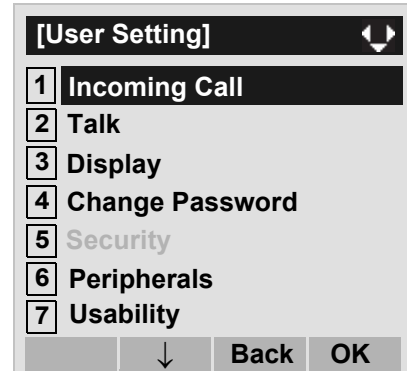 [User Setting]
1 Incoming Call
2 Talk
3 Display
4 Change Password
5 Security
6 Peripherals
7 Usability
↓ Back OK